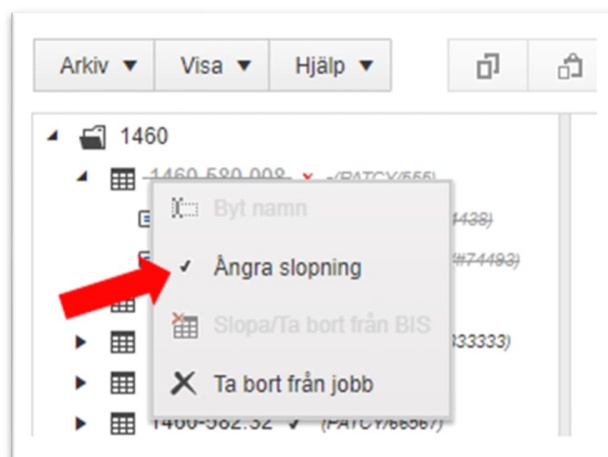 Arkiv ▼ Visa ▼ Hjälp ▼
1460
1460-580.008 (PATCY/555)
Byt namn
4438)
Ångra slopning
/#74493)
Slopa/Ta bort från BIS
333333)
Ta bort från jobb
1460-582.32 (PATCY/66567)